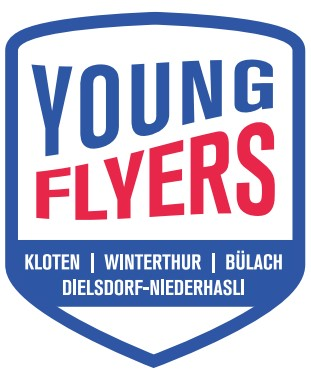 YOUNG
FLYERS
KLOTEN | WINTERTHUR | BÜLACH
DIELSDORF-NIEDERHASLI